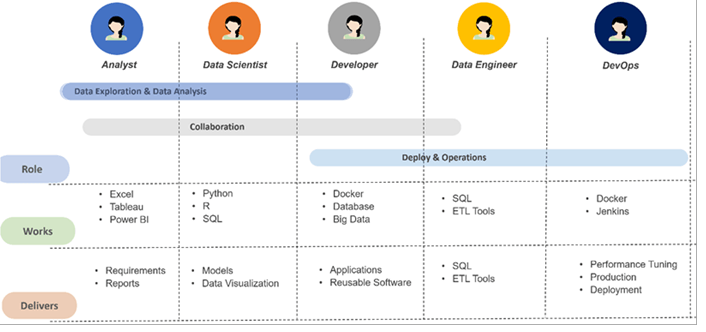 Analyst
Data Scientist
Developer
Data Engineer
DevOps
Data Exploration & Data Analysis
Collaboration
Deploy & Operations
Role
• Excel
• Tableau
• Power BI
• Python
• R
• SQL
• Docker
• Database
• Big Data
• SQL
• ETL Tools
• Docker
• Jenkins
Works
• Requirements
• Reports
• Models
• Data Visualization
• Applications
• Reusable Software
• SQL
• ETL Tools
• Performance Tuning
• Production
• Deployment
Delivers